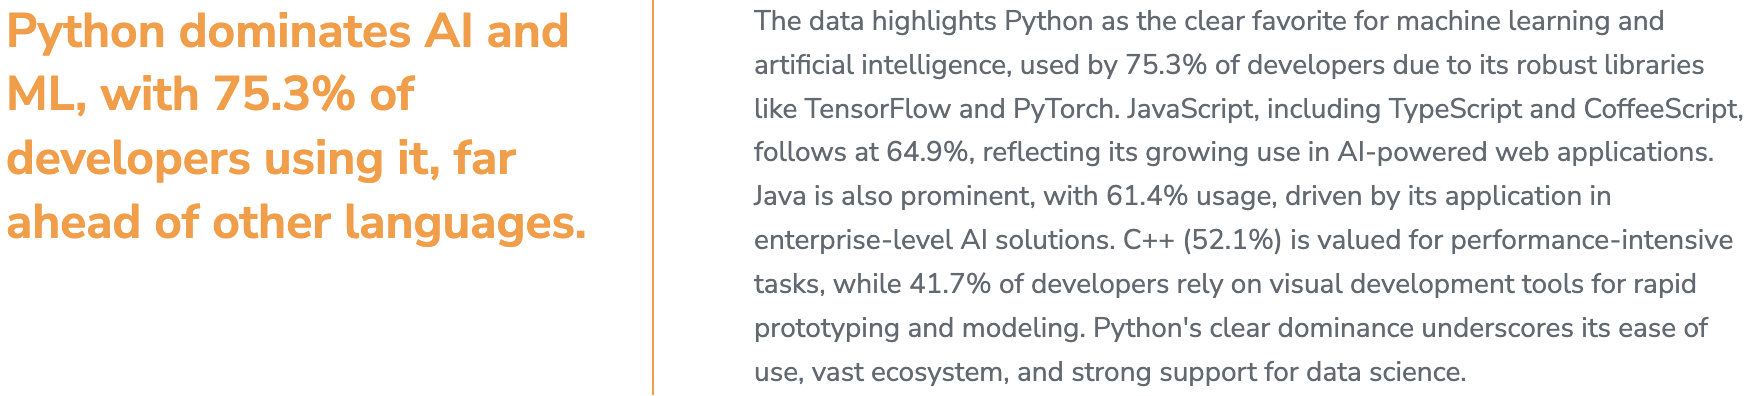 Python dominates AI and
ML, with 75.3% of
developers using it, far
ahead of other languages.
The data highlights Python as the clear favorite for machine learning and
artificial intelligence, used by 75.3% of developers due to its robust libraries
like TensorFlow and PyTorch. JavaScript, including TypeScript and CoffeeScript,
follows at 64.9%, reflecting its growing use in AI-powered web applications.
Java is also prominent, with 61.4% usage, driven by its application in
enterprise-level AI solutions. C++ (52.1%) is valued for performance-intensive
tasks, while 41.7% of developers rely on visual development tools for rapid
prototyping and modeling. Python's clear dominance underscores its ease of
use, vast ecosystem, and strong support for data science.